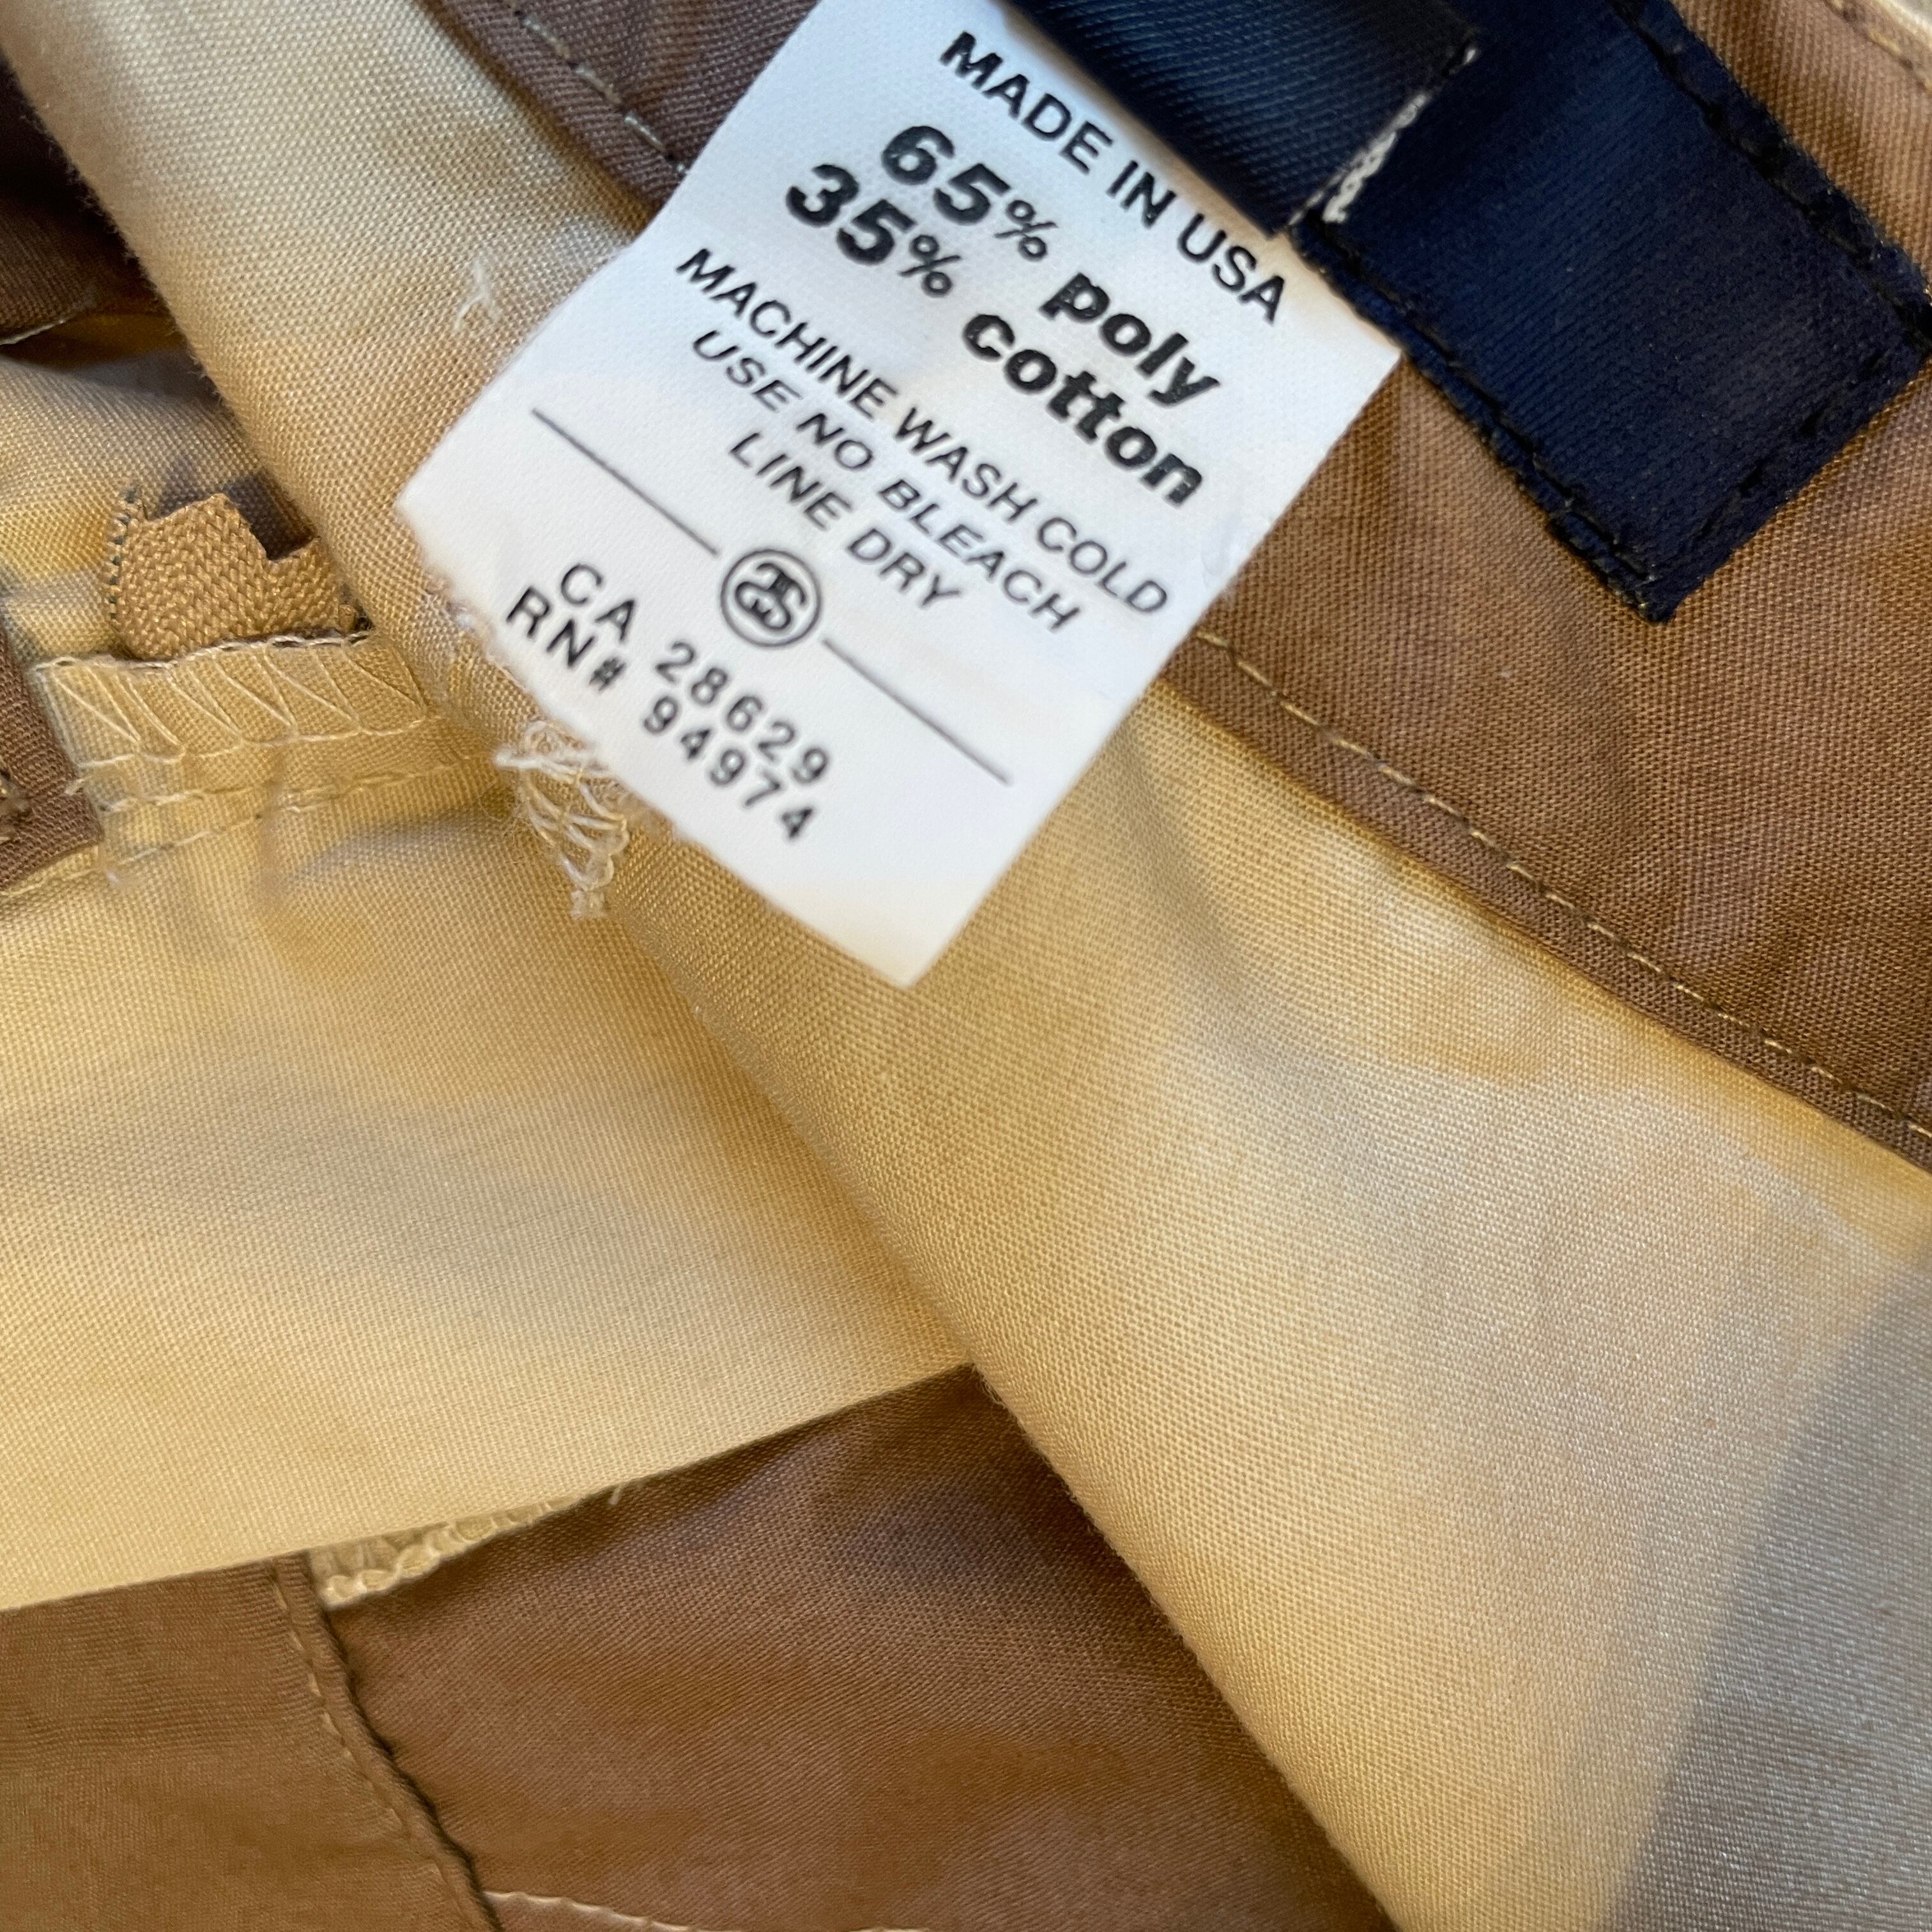 MADE IN USA
65% poly
35% cotton
MACHINE WASH COLD
USE NO BLEACH
LINE DRY
CA 28629
RN# 94974